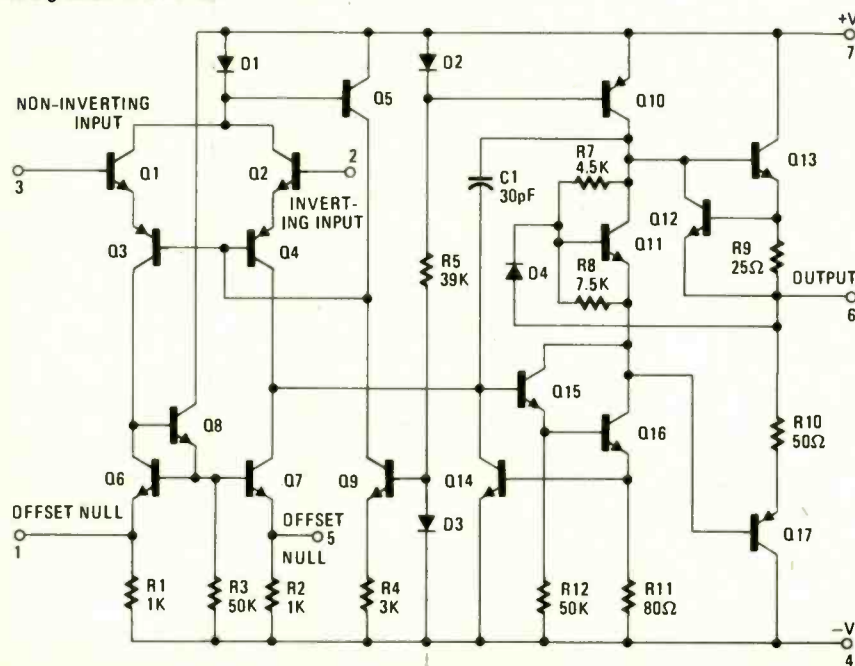 +V
7
D1
D2
Q5
Q10
NON-INVERTING
INPUT
Q1
Q2
2
3
INVERT-
ING INPUT
C1
30pF
R7
4.5K
Q13
Q12
Q11
Q3
Q4
R5
39K
D4
R8
7.5K
R9
25Ω
OUTPUT
6
Q15
Q8
Q16
R10
50Ω
Q6
Q7
Q9
Q14
OFFSET NULL
1
OFFSET
5
NULL
D3
Q17
R1
1K
R3
50K
R2
1K
R4
3K
R12
50K
R11
80Ω
-V
4